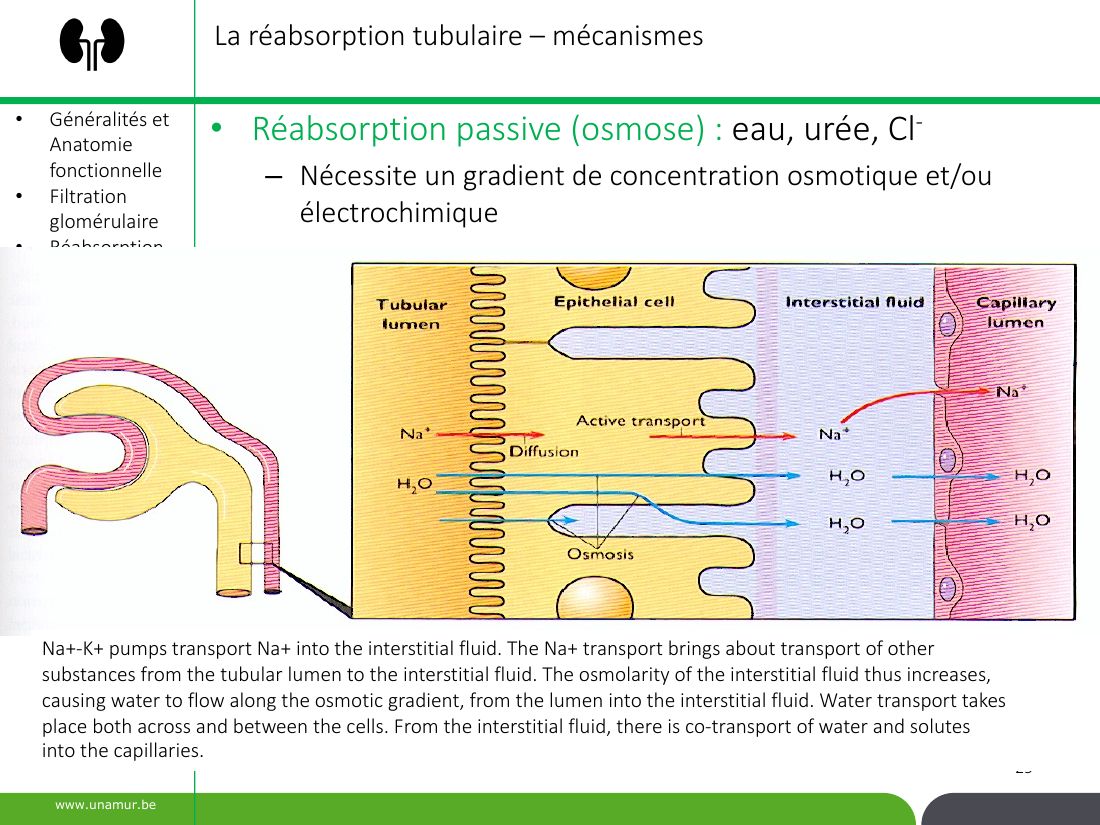 La réabsorption tubulaire – mécanismes
• Généralités et
Anatomie
fonctionnelle
• Filtration
glomérulaire
• Réabsorption
• Réabsorption passive (osmose) : eau, urée, Cl-
– Nécessite un gradient de concentration osmotique et/ou
électrochimique
Tubular
lumen
Epithelial cell
Interstitial fluid
Capillary
lumen
Na+
Active transport
Diffusion
Na+
Na+
H2O
H2O
H2O
H2O
H2O
Osmosis
Na+-K+ pumps transport Na+ into the interstitial fluid. The Na+ transport brings about transport of other
substances from the tubular lumen to the interstitial fluid. The osmolarity of the interstitial fluid thus increases,
causing water to flow along the osmotic gradient, from the lumen into the interstitial fluid. Water transport takes
place both across and between the cells. From the interstitial fluid, there is co-transport of water and solutes
into the capillaries.
www.unamur.be